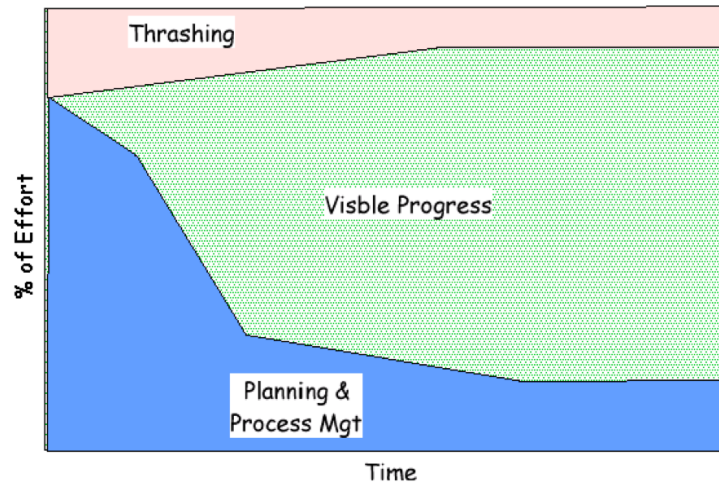 Thrashing
Visble Progress
% of Effort
Planning &
Process Mgt
Time